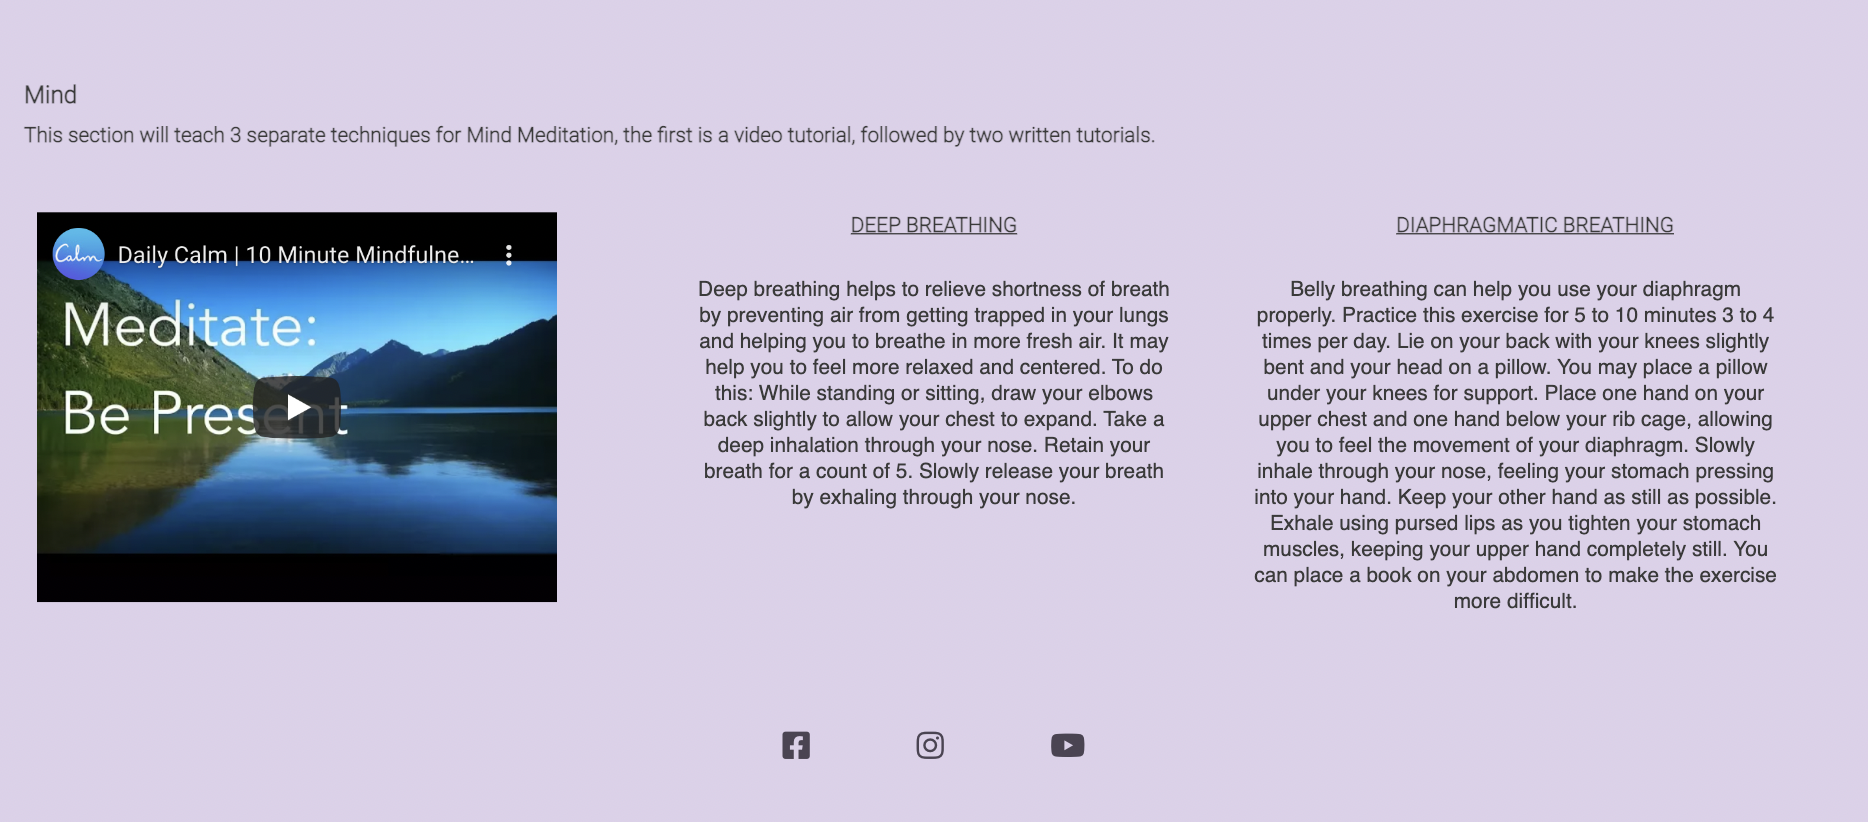 Mind
This section will teach 3 separate techniques for Mind Meditation, the first is a video tutorial, followed by two written tutorials.
Calm
Daily Calm | 10 Minute Mindfulne...
Meditate:
Be Present
DEEP BREATHING
Deep breathing helps to relieve shortness of breath
by preventing air from getting trapped in your lungs
and helping you to breathe in more fresh air. It may
help you to feel more relaxed and centered. To do
this: While standing or sitting, draw your elbows
back slightly to allow your chest to expand. Take a
deep inhalation through your nose. Retain your
breath for a count of 5. Slowly release your breath
by exhaling through your nose.
DIAPHRAGMATIC BREATHING
Belly breathing can help you use your diaphragm
properly. Practice this exercise for 5 to 10 minutes 3 to 4
times per day. Lie on your back with your knees slightly
bent and your head on a pillow. You may place a pillow
under your knees for support. Place one hand on your
upper chest and one hand below your rib cage, allowing
you to feel the movement of your diaphragm. Slowly
inhale through your nose, feeling your stomach pressing
into your hand. Keep your other hand as still as possible.
Exhale using pursed lips as you tighten your stomach
muscles, keeping your upper hand completely still. You
can place a book on your abdomen to make the exercise
more difficult.